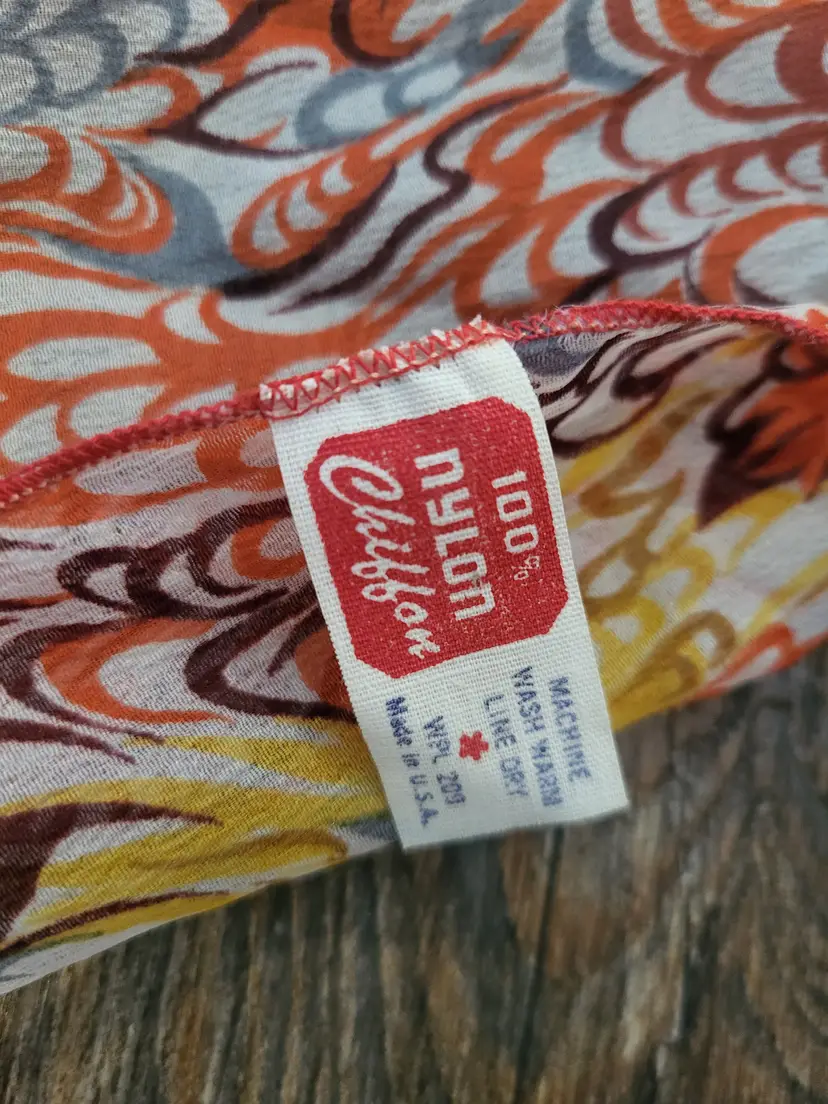 100%
nylon
Chiffon
MACHINE
WASH WARM
LINE DRY
WPL 209
Made in U.S.A.